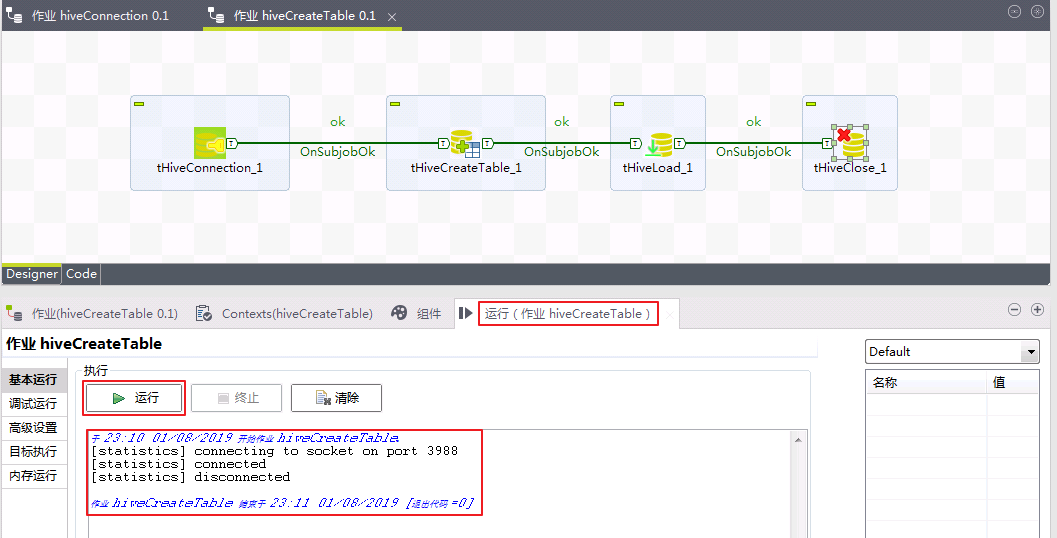 作业 hiveConnection 0.1 作业 hiveCreateTable 0.1
ok ok ok
OnSubjobOk OnSubjobOk OnSubjobOk
tHiveConnection_1 tHiveCreateTable_1 tHiveLoad_1 tHiveClose_1
Designer Code
作业(hiveCreateTable 0.1) Contexts(hiveCreateTable) 组件 运行 ( 作业 hiveCreateTable )
作业 hiveCreateTable
Default
基本运行
调试运行
高级设置
目标执行
内存运行
执行
运行 终止 清除
于 23:10 01/08/2019 开始作业 hiveCreateTable.
[statistics] connecting to socket on port 3988
[statistics] connected
[statistics] disconnected
作业 hiveCreateTable 结束于 23:11 01/08/2019 [退出代码 =0]
名称 值